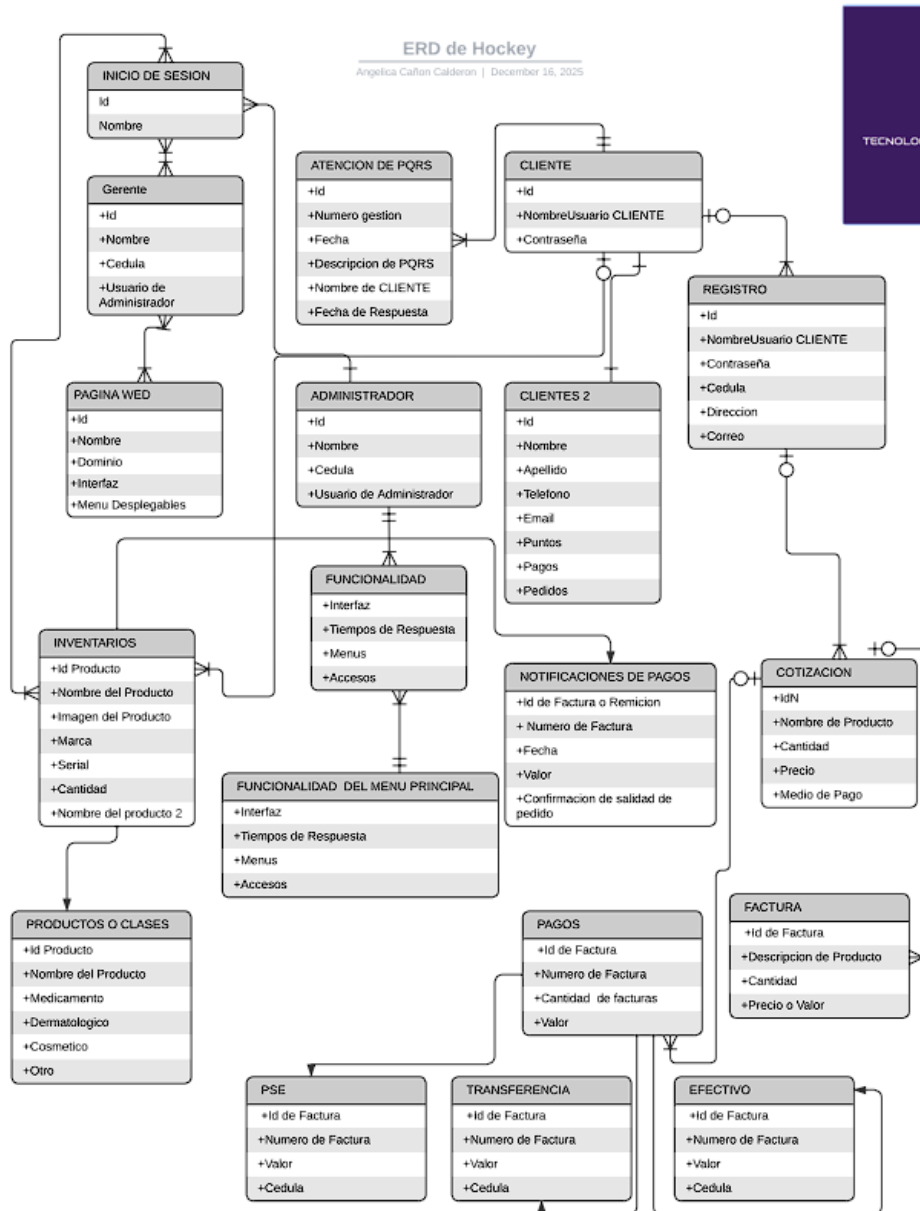 ERD de Hockey
Angelica Cañon Calderon | December 16, 2025
INICIO DE SESION
Id
Nombre
Gerente
+Id
+Nombre
+Cedula
+Usuario de
Administrador
PAGINA WED
+Id
+Nombre
+Dominio
+Interfaz
+Menu Desplegables
ATENCION DE PQRS
+Id
+Numero gestion
+Fecha
+Descripcion de PQRS
+Nombre de CLIENTE
+Fecha de Respuesta
CLIENTE
+Id
+NombreUsuario CLIENTE
+Contraseña
TECNOLO
REGISTRO
+Id
+NombreUsuario CLIENTE
+Contraseña
+Cedula
+Direccion
+Correo
ADMINISTRADOR
+Id
+Nombre
+Cedula
+Usuario de Administrador
CLIENTES 2
+Id
+Nombre
+Apellido
+Telefono
+Email
+Puntos
+Pagos
+Pedidos
FUNCIONALIDAD
+Interfaz
+Tiempos de Respuesta
+Menus
+Accesos
INVENTARIOS
+Id Producto
+Nombre del Producto
+Imagen del Producto
+Marca
+Serial
+Cantidad
+Nombre del producto 2
NOTIFICACIONES DE PAGOS
+Id de Factura o Remicion
+ Numero de Factura
+Fecha
+Valor
+Confirmacion de salidad de
pedido
COTIZACION
+IdN
+Nombre de Producto
+Cantidad
+Precio
+Medio de Pago
FUNCIONALIDAD DEL MENU PRINCIPAL
+Interfaz
+Tiempos de Respuesta
+Menus
+Accesos
PRODUCTOS O CLASES
+Id Producto
+Nombre del Producto
+Medicamento
+Dermatologico
+Cosmetico
+Otro
PAGOS
+Id de Factura
+Numero de Factura
+Cantidad de facturas
+Valor
FACTURA
+Id de Factura
+Descripcion de Producto
+Cantidad
+Precio o Valor
PSE
+Id de Factura
+Numero de Factura
+Valor
+Cedula
TRANSFERENCIA
+Id de Factura
+Numero de Factura
+Valor
+Cedula
EFECTIVO
+Id de Factura
+Numero de Factura
+Valor
+Cedula